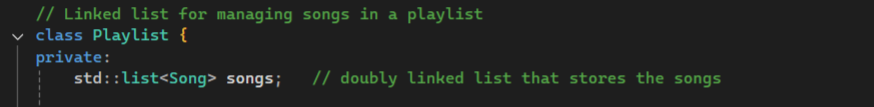 // Linked list for managing songs in a playlist
class Playlist {
private:
    std::list<Song> songs;   // doubly linked list that stores the songs